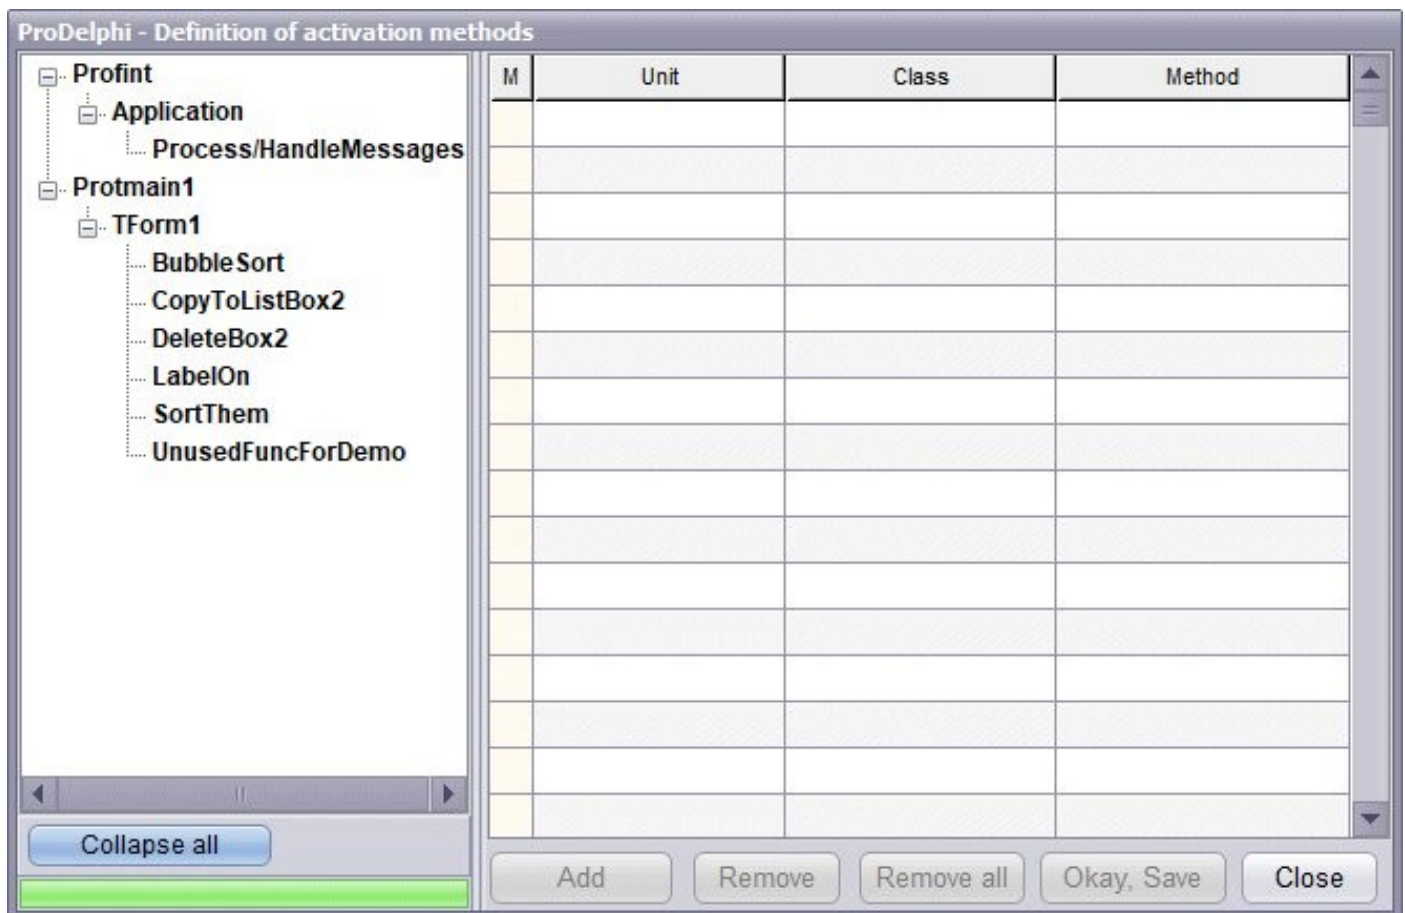 ProDelphi - Definition of activation methods
Profint
Application
Process/HandleMessages
Protmain1
TForm1
BubbleSort
CopyToListBox2
DeleteBox2
LabelOn
SortThem
UnusedFuncForDemo
Collapse all
M Unit Class Method
Add Remove Remove all Okay, Save Close